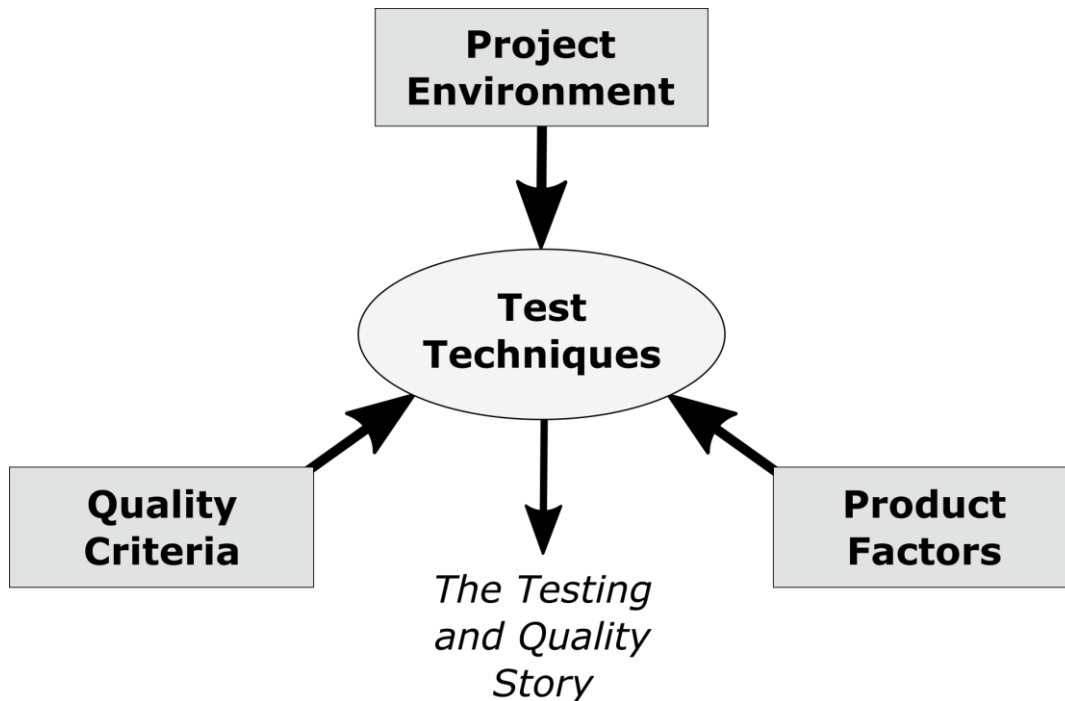 Project
Environment
Test
Techniques
Quality
Criteria
Product
Factors
The Testing
and Quality
Story